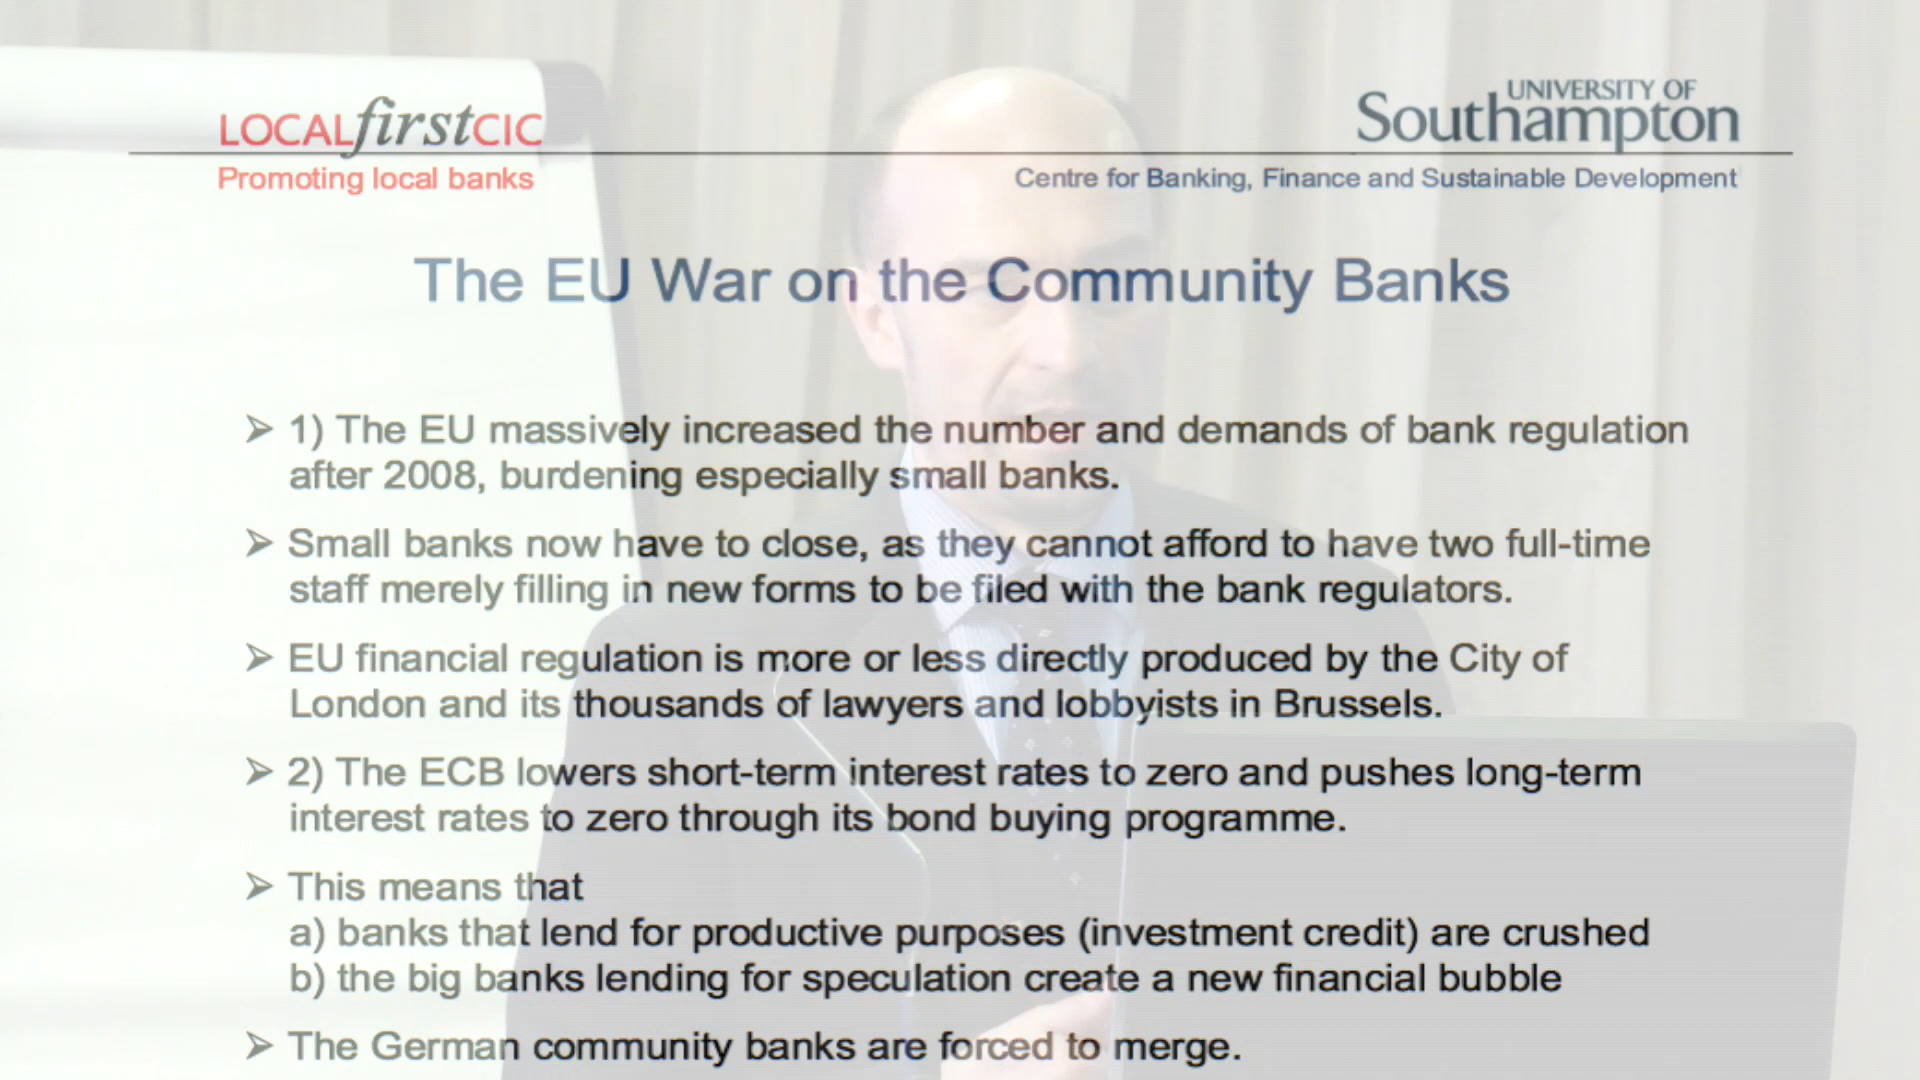 LOCALfirstCIC
Promoting local banks
UNIVERSITY OF
Southampton
Centre for Banking, Finance and Sustainable Development
The EU War on the Community Banks
➢ 1) The EU massively increased the number and demands of bank regulation
after 2008, burdening especially small banks.
➢ Small banks now have to close, as they cannot afford to have two full-time
staff merely filling in new forms to be filed with the bank regulators.
➢ EU financial regulation is more or less directly produced by the City of
London and its thousands of lawyers and lobbyists in Brussels.
➢ 2) The ECB lowers short-term interest rates to zero and pushes long-term
interest rates to zero through its bond buying programme.
➢ This means that
a) banks that lend for productive purposes (investment credit) are crushed
b) the big banks lending for speculation create a new financial bubble
➢ The German community banks are forced to merge.